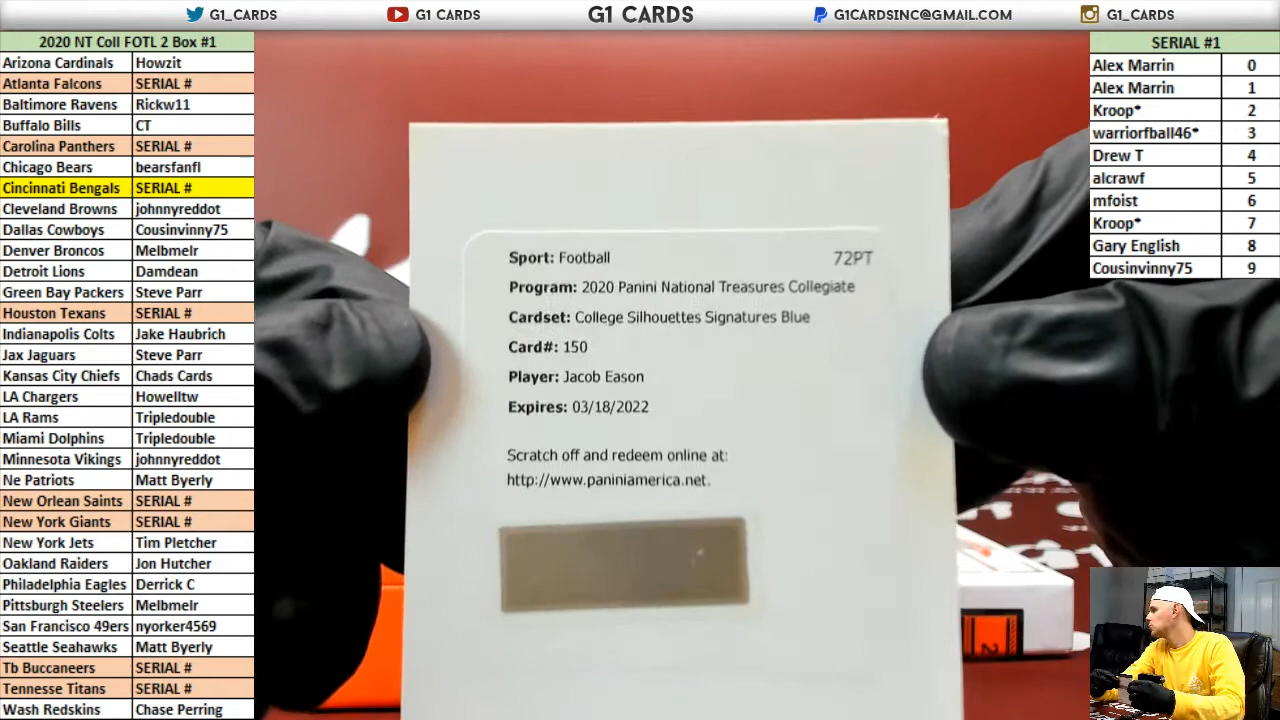 G1_CARDS
G1 CARDS
G1 CARDS
G1CARDSINC@GMAIL.COM
G1_CARDS
2020 NT Coll FOTL 2 Box #1
Arizona Cardinals Howzit
Atlanta Falcons SERIAL #
Baltimore Ravens Rickw11
Buffalo Bills CT
Carolina Panthers SERIAL #
Chicago Bears bearsfanfl
Cincinnati Bengals SERIAL #
Cleveland Browns johnnyreddot
Dallas Cowboys Cousinvinny75
Denver Broncos Melbmelr
Detroit Lions Damdean
Green Bay Packers Steve Parr
Houston Texans SERIAL #
Indianapolis Colts Jake Haubrich
Jax Jaguars Steve Parr
Kansas City Chiefs Chads Cards
LA Chargers Howelltw
LA Rams Tripledouble
Miami Dolphins Tripledouble
Minnesota Vikings johnnyreddot
Ne Patriots Matt Byerly
New Orlean Saints SERIAL #
New York Giants SERIAL #
New York Jets Tim Pletcher
Oakland Raiders Jon Hutcher
Philadelphia Eagles Derrick C
Pittsburgh Steelers Melbmelr
San Francisco 49ers nyorker4569
Seattle Seahawks Matt Byerly
Tb Buccaneers SERIAL #
Tennesse Titans SERIAL #
Wash Redskins Chase Perring
Sport: Football 72PT
Program: 2020 Panini National Treasures Collegiate
Cardset: College Silhouettes Signatures Blue
Card#: 150
Player: Jacob Eason
Expires: 03/18/2022
Scratch off and redeem online at:
http://www.paniniamerica.net.
SERIAL #1
Alex Marrin 0
Alex Marrin 1
Kroop* 2
warriorfball46* 3
Drew T 4
alcrawf 5
mfoist 6
Kroop* 7
Gary English 8
Cousinvinny75 9